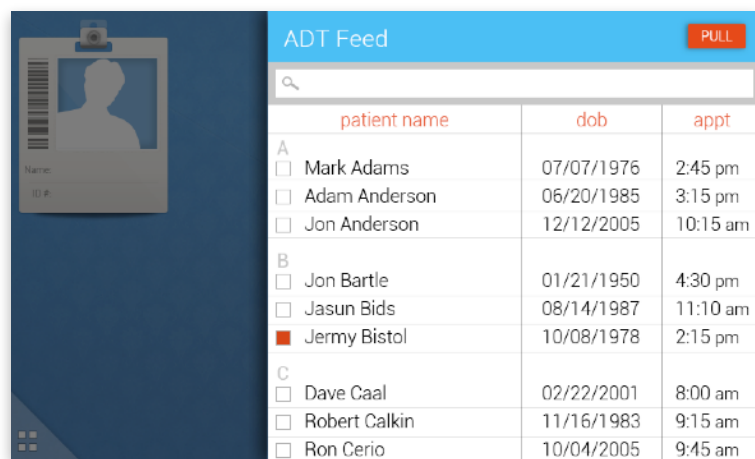 ADT Feed
PULL
patient name dob appt
A
Mark Adams 07/07/1976 2:45 pm
Adam Anderson 06/20/1985 3:15 pm
Jon Anderson 12/12/2005 10:15 am
B
Jon Bartle 01/21/1950 4:30 pm
Jasun Bids 08/14/1987 11:10 am
Jermy Bistol 10/08/1978 2:15 pm
C
Dave Caal 02/22/2001 8:00 am
Robert Calkin 11/16/1983 9:15 am
Ron Cerio 10/04/2005 9:45 am
Name:
ID #: